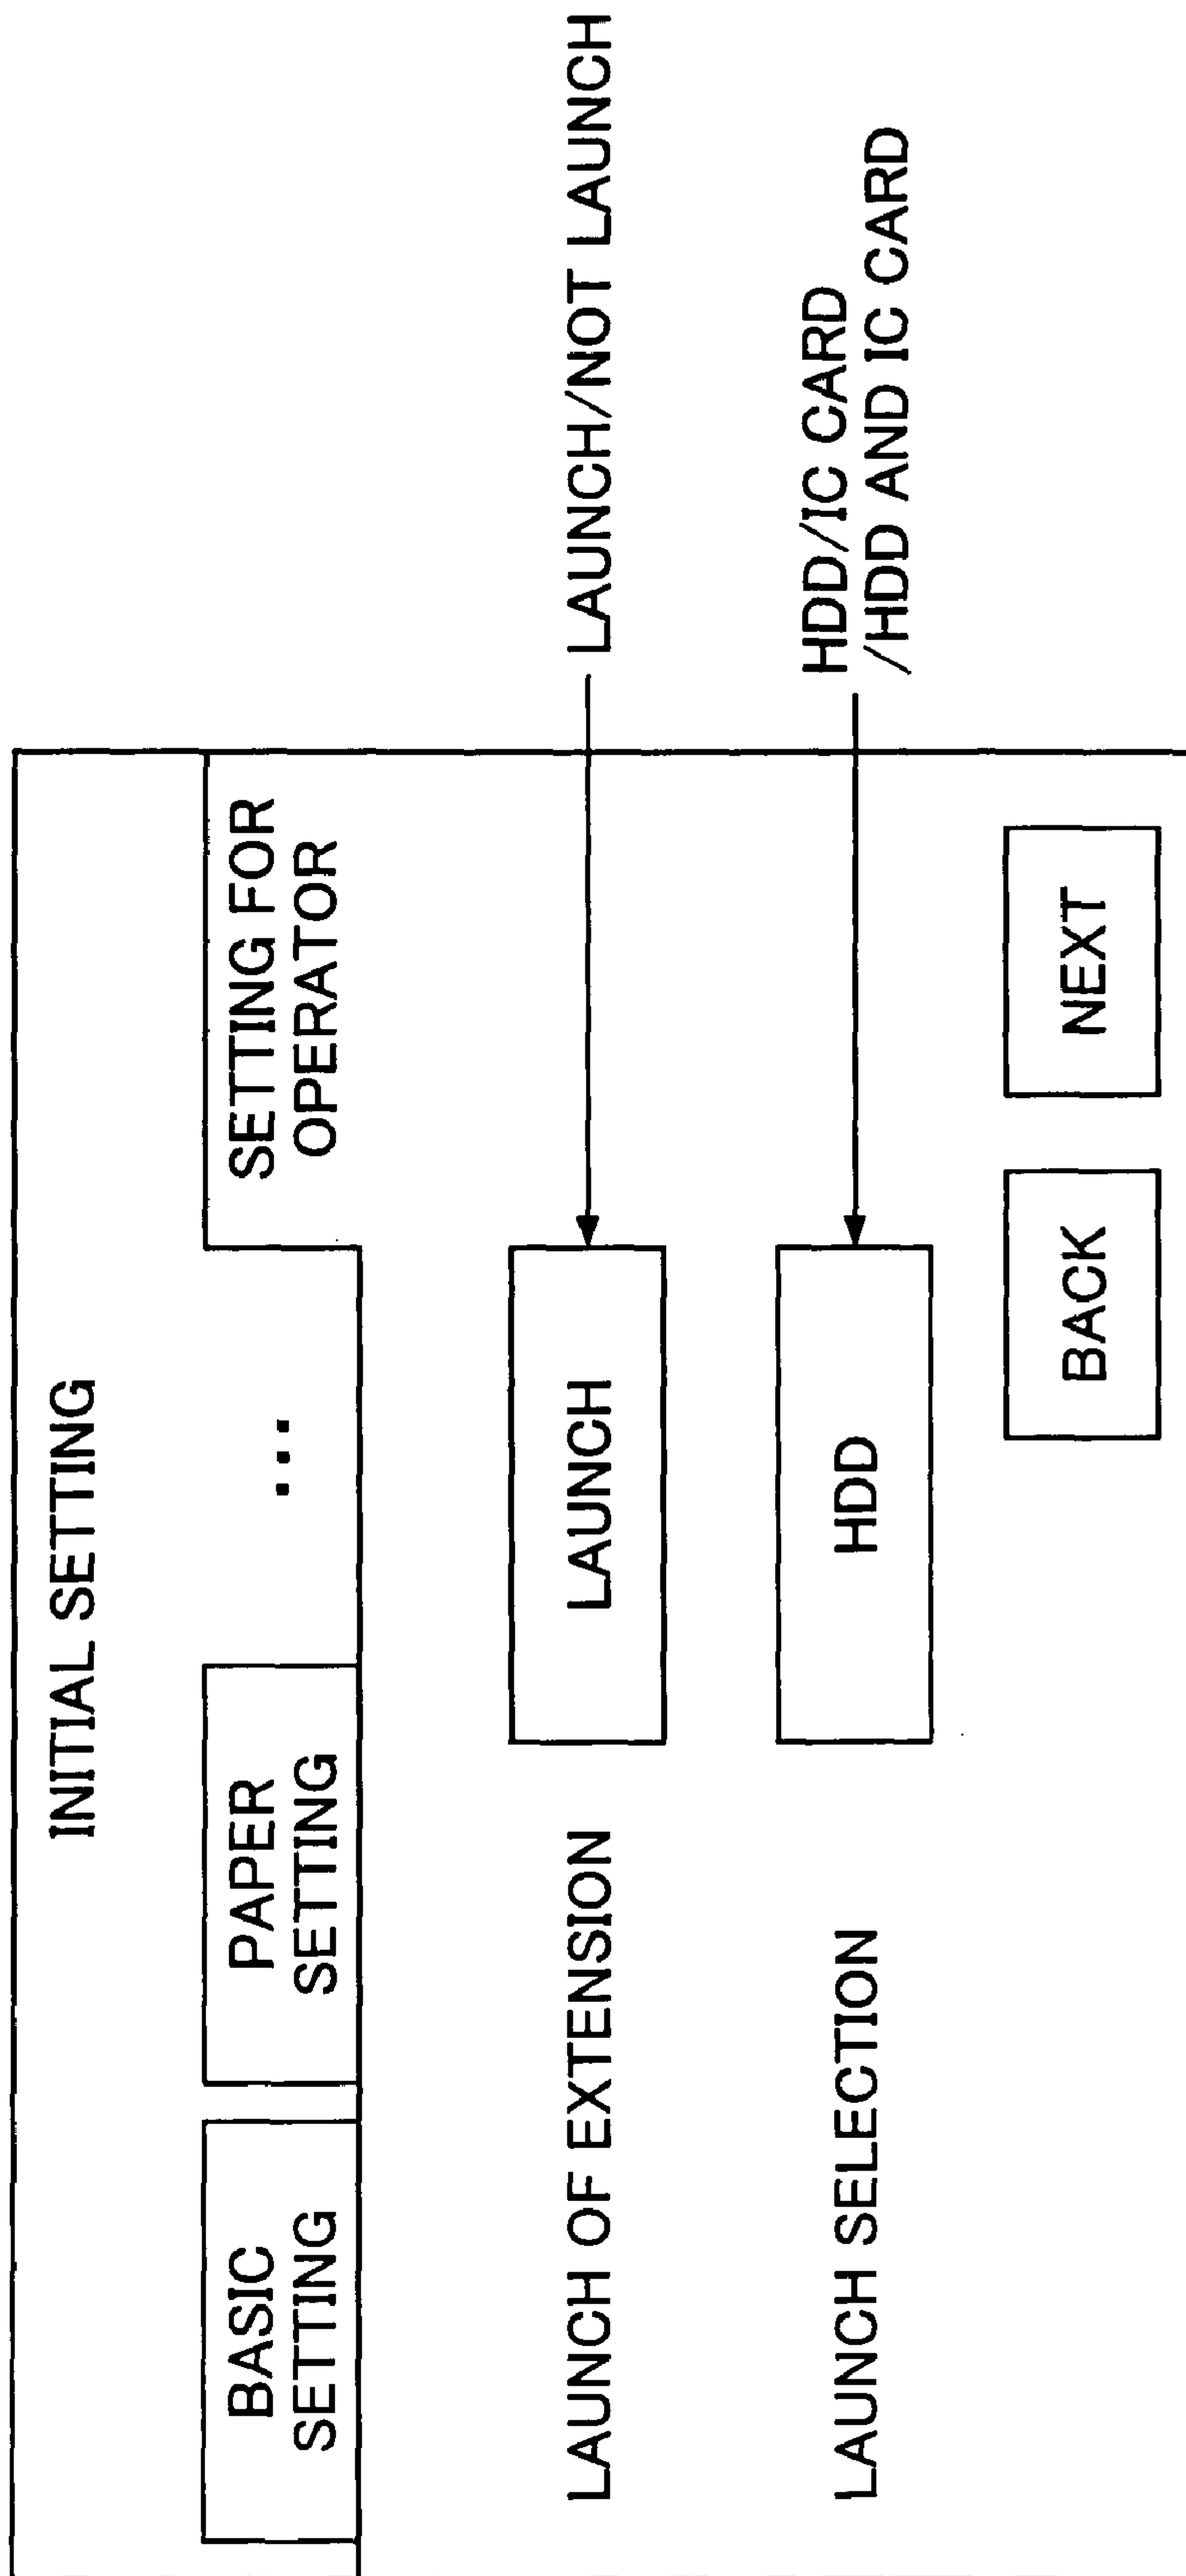 INITIAL SETTING
BASIC
SETTING
PAPER
SETTING
...
SETTING FOR
OPERATOR
LAUNCH OF EXTENSION
LAUNCH
LAUNCH/NOT LAUNCH
LAUNCH SELECTION
HDD
HDD/IC CARD
/HDD AND IC CARD
BACK
NEXT